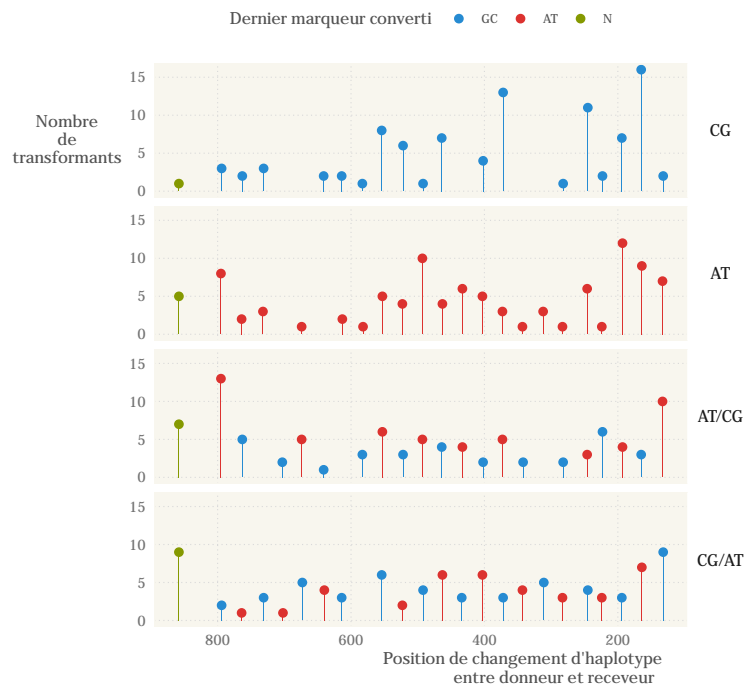 Dernier marqueur converti GC AT N
Nombre
de
transformants
15
10
5
0
CG
15
10
5
0
AT
15
10
5
0
AT/CG
15
10
5
0
CG/AT
800 600 400 200
Position de changement d'haplotype
entre donneur et receveur